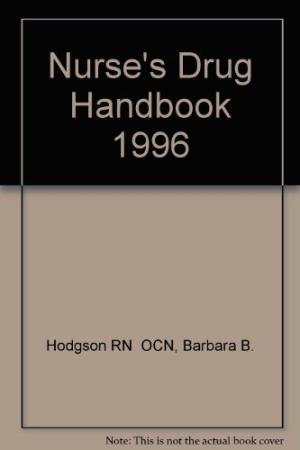 Nurse's Drug
Handbook
1996
Hodgson RN  OCN, Barbara B.
Note: This is not the actual book cover